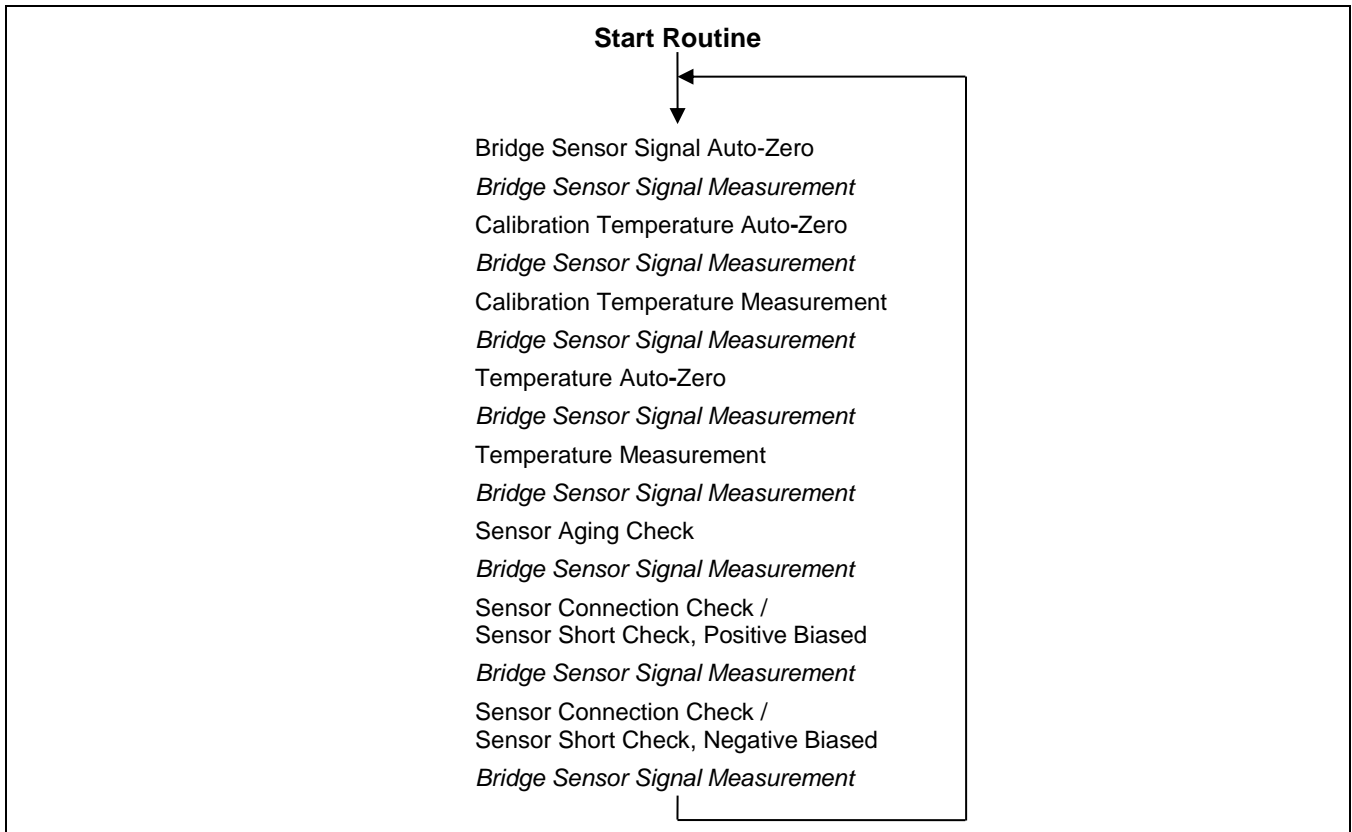 Start Routine
Bridge Sensor Signal Auto-Zero
Bridge Sensor Signal Measurement
Calibration Temperature Auto-Zero
Bridge Sensor Signal Measurement
Calibration Temperature Measurement
Bridge Sensor Signal Measurement
Temperature Auto-Zero
Bridge Sensor Signal Measurement
Temperature Measurement
Bridge Sensor Signal Measurement
Sensor Aging Check
Bridge Sensor Signal Measurement
Sensor Connection Check /
Sensor Short Check, Positive Biased
Bridge Sensor Signal Measurement
Sensor Connection Check /
Sensor Short Check, Negative Biased
Bridge Sensor Signal Measurement